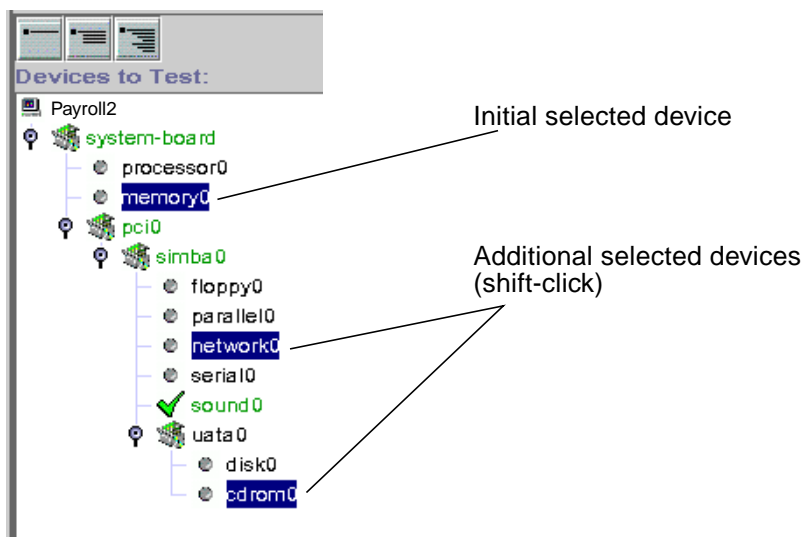 Devices to Test:
Payroll2
Initial selected device
system-board
processor0
memory0
pci0
simba0
Additional selected devices
(shift-click)
floppy0
parallel0
network0
serial0
sound0
uata0
disk0
cdrom0